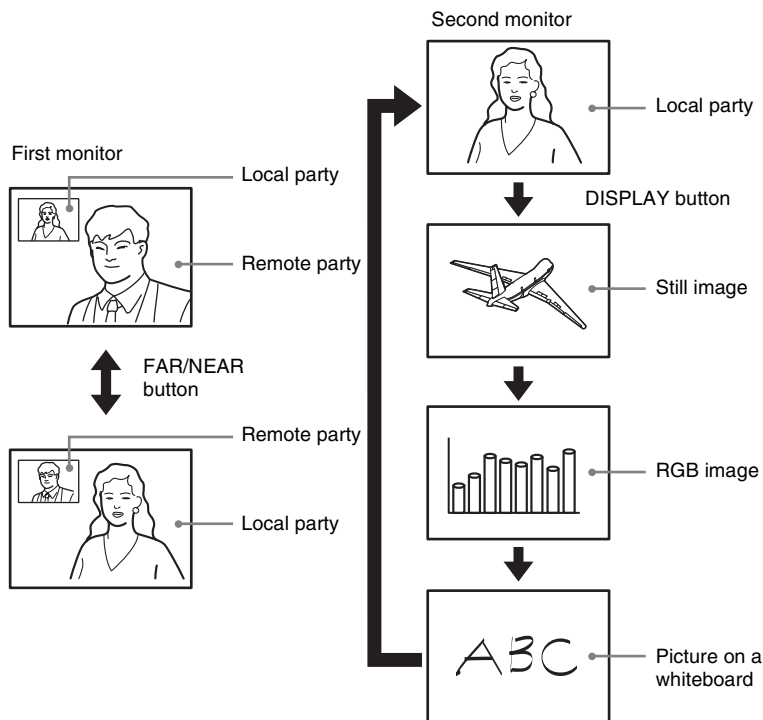 Second monitor
Local party
DISPLAY button
Still image
RGB image
ABC
Picture on a
whiteboard
First monitor
Local party
Remote party
FAR/NEAR
button
Remote party
Local party